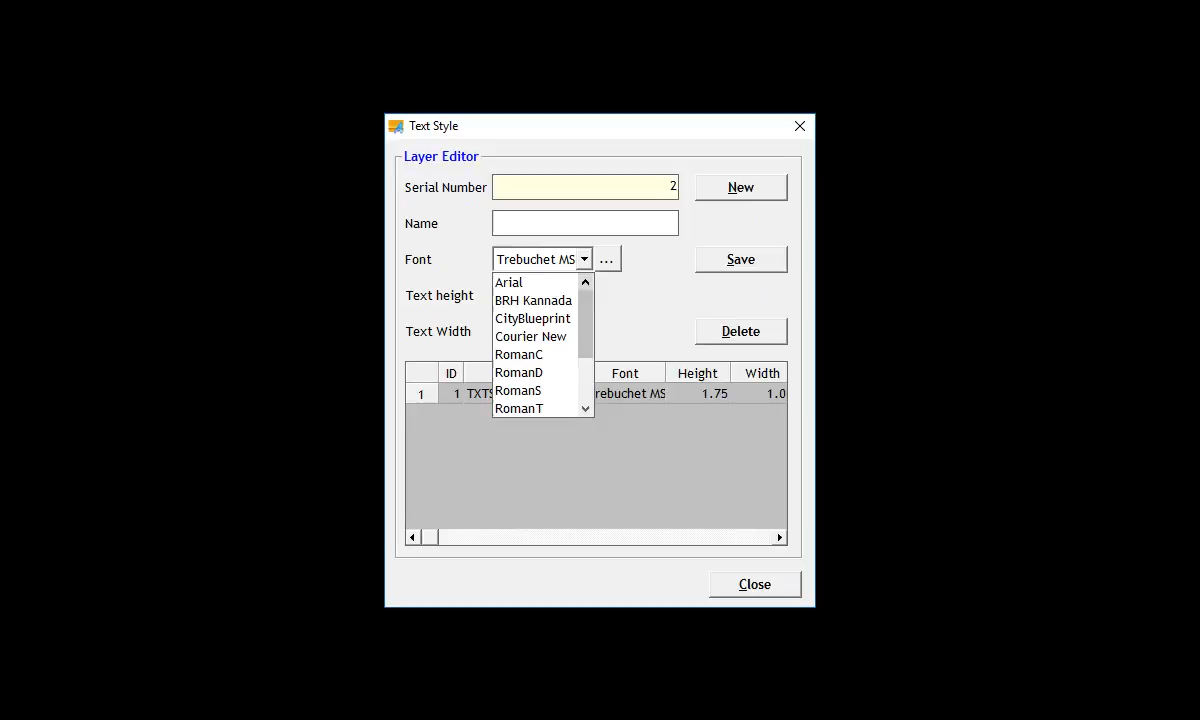 Text Style
Layer Editor
Serial Number 2 New
Name
Font Trebuchet MS ... Save
Arial
BRH Kannada
Text height
CityBlueprint
Text Width Courier New Delete
RomanC
RomanD
RomanS
RomanT
ID Font Height Width
1 1 TXTS rebuchet MS 1.75 1.0
Close